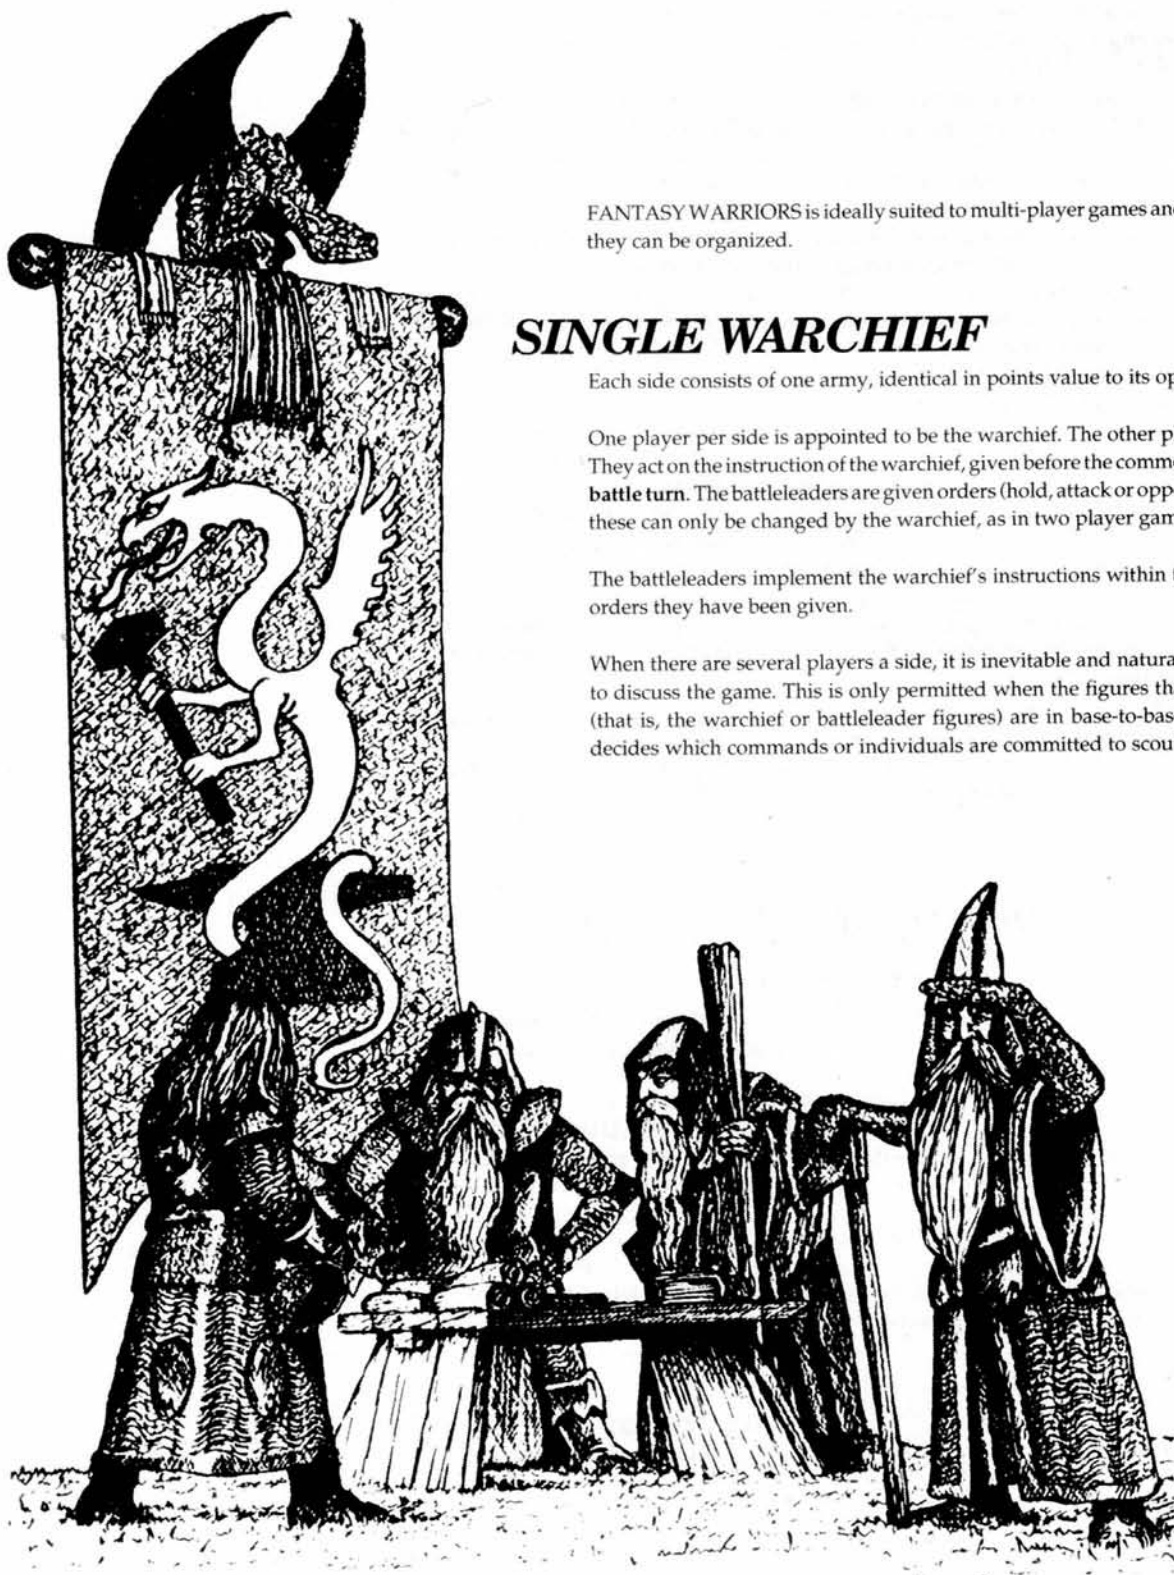 FANTASY WARRIORS is ideally suited to multi-player games and
they can be organized.
SINGLE WARCHIEF
Each side consists of one army, identical in points value to its
One player per side is appointed to be the warchief. The other
They act on the instruction of the warchief, given before the
battle turn. The battleleaders are given orders (hold, attack or
these can only be changed by the warchief, as in two player
The battleleaders implement the warchief's instructions within
orders they have been given.
When there are several players a side, it is inevitable and
to discuss the game. This is only permitted when the figures
(that is, the warchief or battleleader figures) are in
decides which commands or individuals are committed to